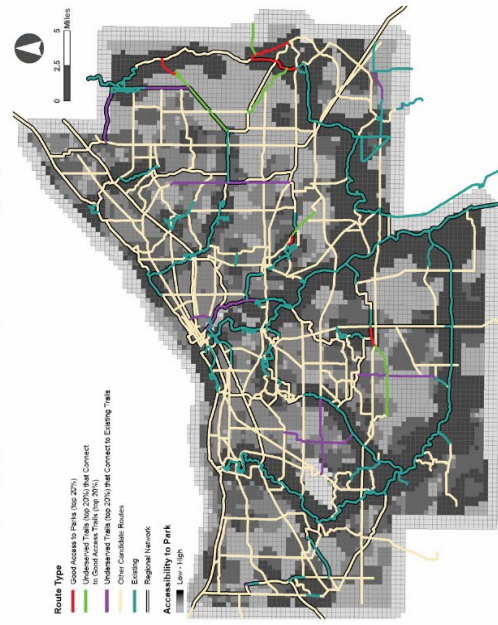 0 2.5 5
Miles
Route Type
Good Access to Parks (top 20%)
Underserved Trails (top 20%) that Connect
to Good Access Trails (top 20%)
Underserved Trails (top 20%) that Connect to Existing Trails
Other Candidate Routes
Existing
Regional Network
Accessibility to Park
Low - High